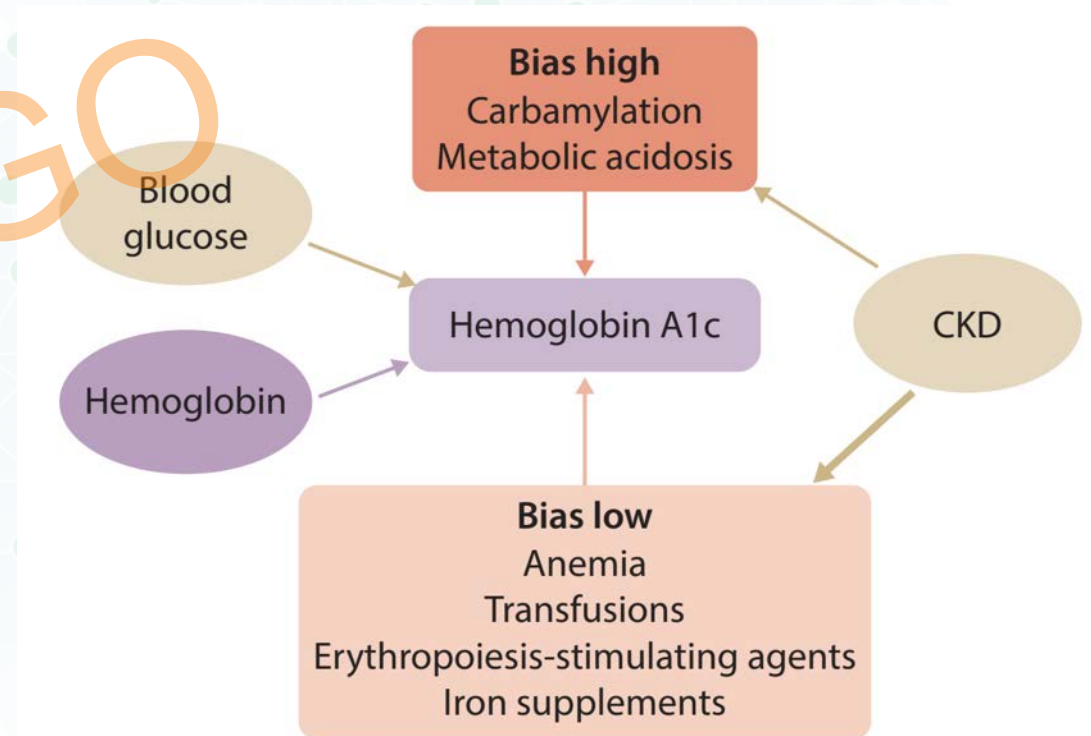 GO
Bias high
Carbamylation
Metabolic acidosis
Blood
glucose
Hemoglobin A1c
CKD
Hemoglobin
Bias low
Anemia
Transfusions
Erythropoiesis-stimulating agents
Iron supplements